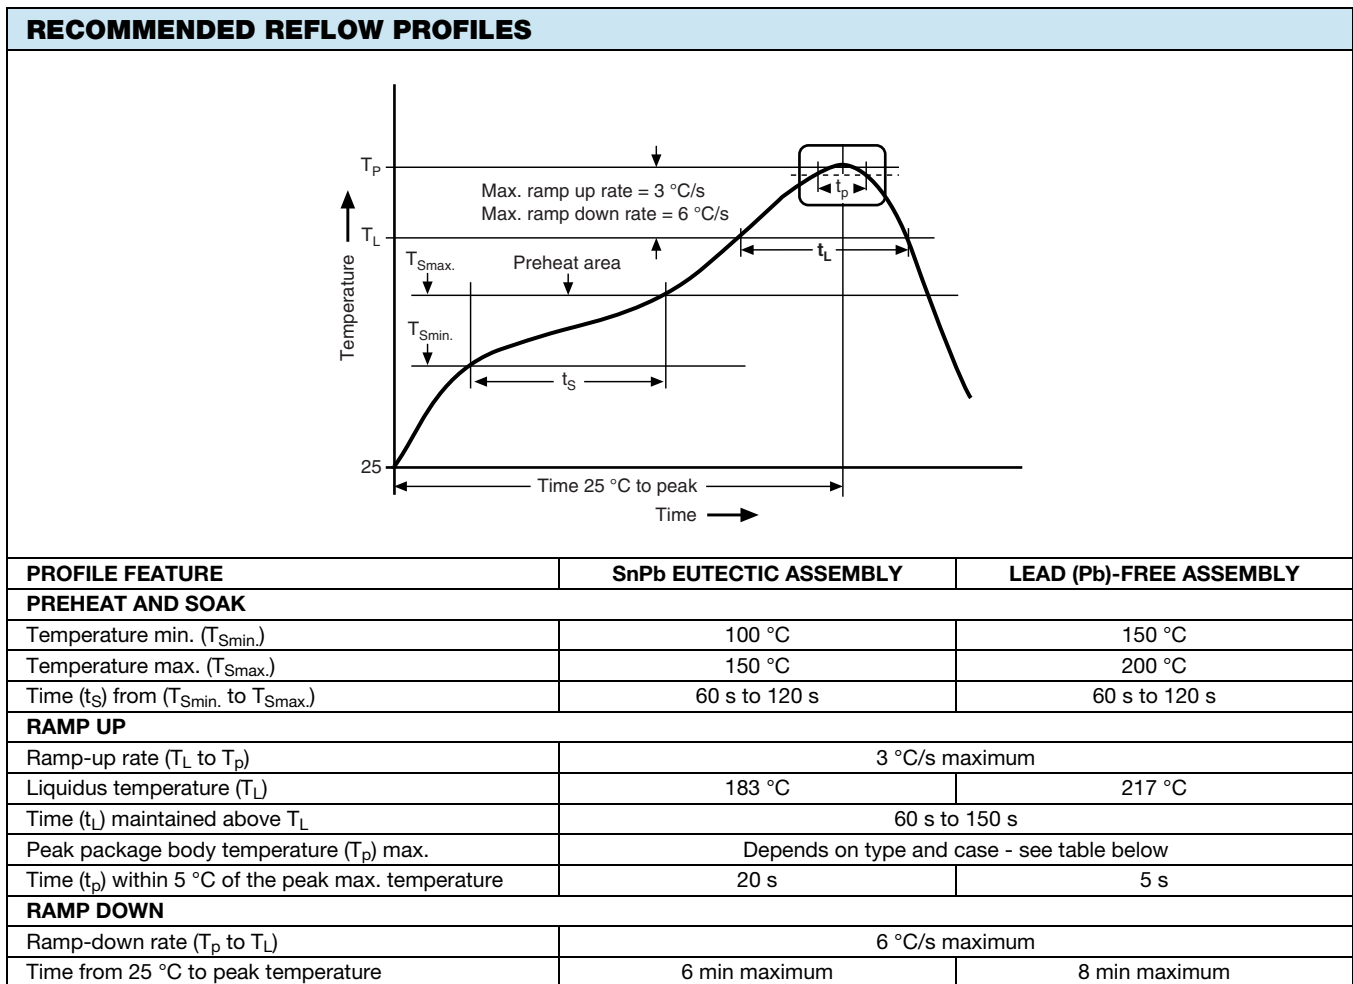 RECOMMENDED REFLOW PROFILES
TP
Max. ramp up rate = 3 °C/s
Max. ramp down rate = 6 °C/s
tp
TL
tL
TSmax.
Preheat area
Temperature
TSmin.
tS
25
Time 25 °C to peak
Time
PROFILE FEATURE SnPb EUTECTIC ASSEMBLY LEAD (Pb)-FREE ASSEMBLY
PREHEAT AND SOAK
Temperature min. (TSmin.) 100 °C 150 °C
Temperature max. (TSmax.) 150 °C 200 °C
Time (tS) from (TSmin. to TSmax.) 60 s to 120 s 60 s to 120 s
RAMP UP
Ramp-up rate (TL to Tp) 3 °C/s maximum
Liquidus temperature (TL) 183 °C 217 °C
Time (tL) maintained above TL 60 s to 150 s
Peak package body temperature (Tp) max. Depends on type and case - see table below
Time (tp) within 5 °C of the peak max. temperature 20 s 5 s
RAMP DOWN
Ramp-down rate (Tp to TL) 6 °C/s maximum
Time from 25 °C to peak temperature 6 min maximum 8 min maximum